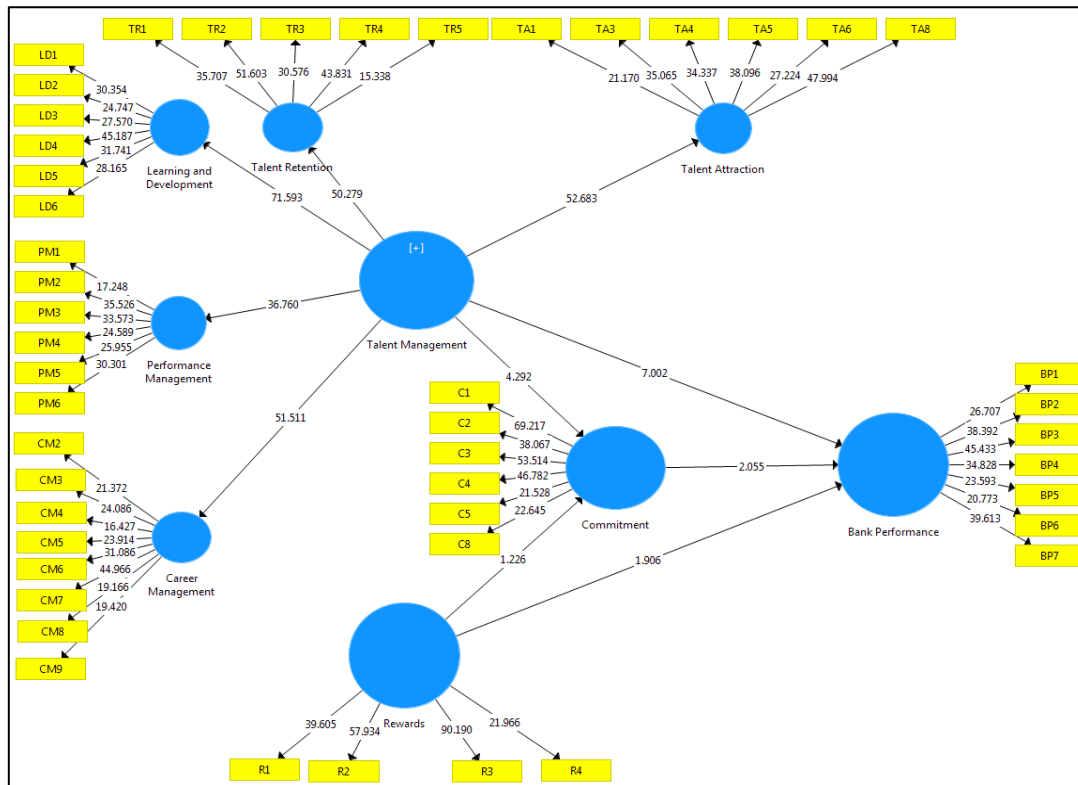 TR1 TR2 TR3 TR4 TR5 TA1 TA3 TA4 TA5 TA6 TA8
35.707 51.603 30.576 43.831 15.338
21.170 35.065 34.337 38.096 27.224 47.994
LD1
LD2
LD3
LD4
LD5
LD6
30.354
24.747
27.570
45.187
31.741
28.165
Learning and
Development
Talent Retention
Talent Attraction
71.593
50.279
52.683
[+]
Talent Management
PM1
PM2
PM3
PM4
PM5
PM6
17.248
35.526
33.573
24.589
25.955
30.301
Performance
Management
36.760
51.511
4.292
7.002
CM2
CM3
CM4
CM5
CM6
CM7
CM8
CM9
21.372
24.086
16.427
23.914
31.086
44.966
19.166
19.420
Career
Management
C1
C2
C3
C4
C5
C8
69.217
38.067
53.514
46.782
21.528
22.645
Commitment
2.055
1.226
1.906
BP1
BP2
BP3
BP4
BP5
BP6
BP7
26.707
38.392
45.433
34.828
23.593
20.773
39.613
Bank Performance
Rewards
39.605 57.934 90.190 21.966
R1 R2 R3 R4